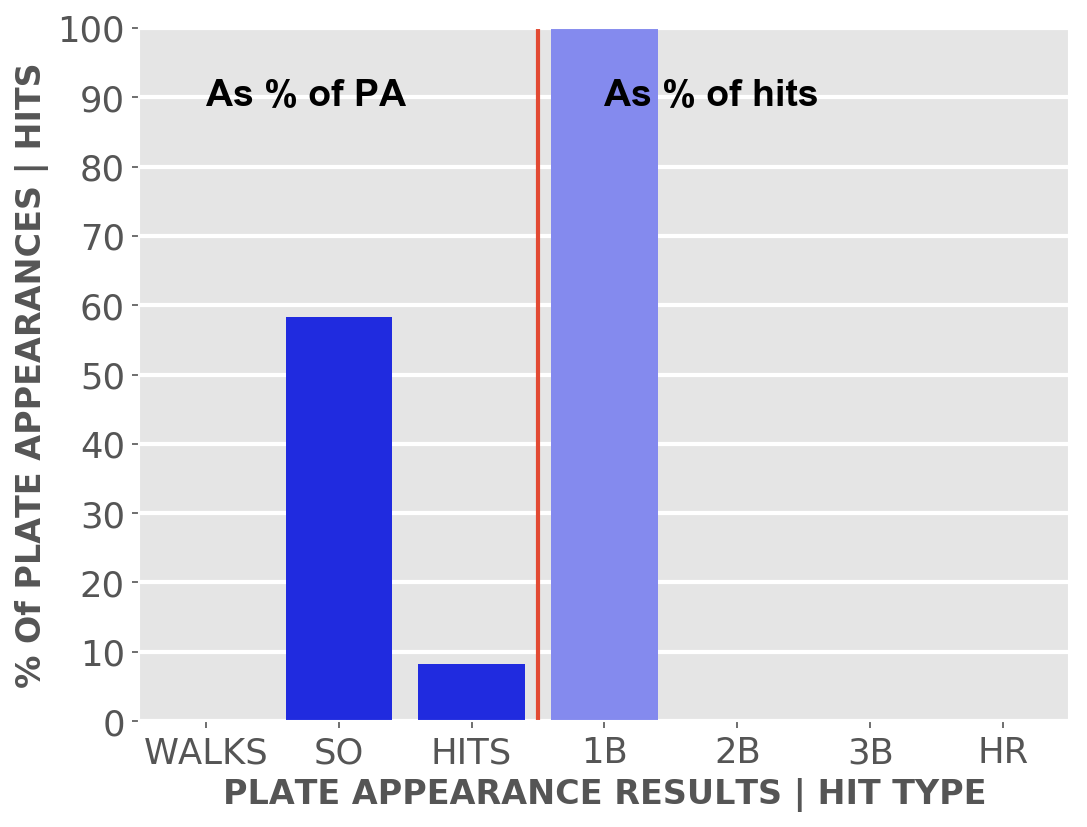 100
90
80
70
60
50
40
30
20
10
0
% Of PLATE APPEARANCES | HITS
As % of PA
As % of hits
WALKS SO HITS 1B 2B 3B HR
PLATE APPEARANCE RESULTS | HIT TYPE